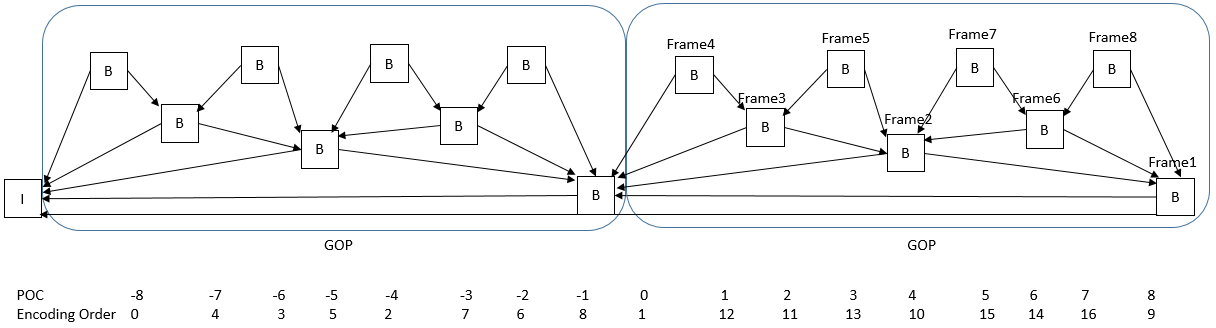 Frame4 Frame5 Frame7 Frame8
B B B B B B B B
Frame3 Frame6
B B B B
Frame2
B B
Frame1
I B B
GOP GOP
POC -8 -7 -6 -5 -4 -3 -2 -1 0 1 2 3 4 5 6 7 8
Encoding Order 0 4 3 5 2 7 6 8 1 12 11 13 10 15 14 16 9